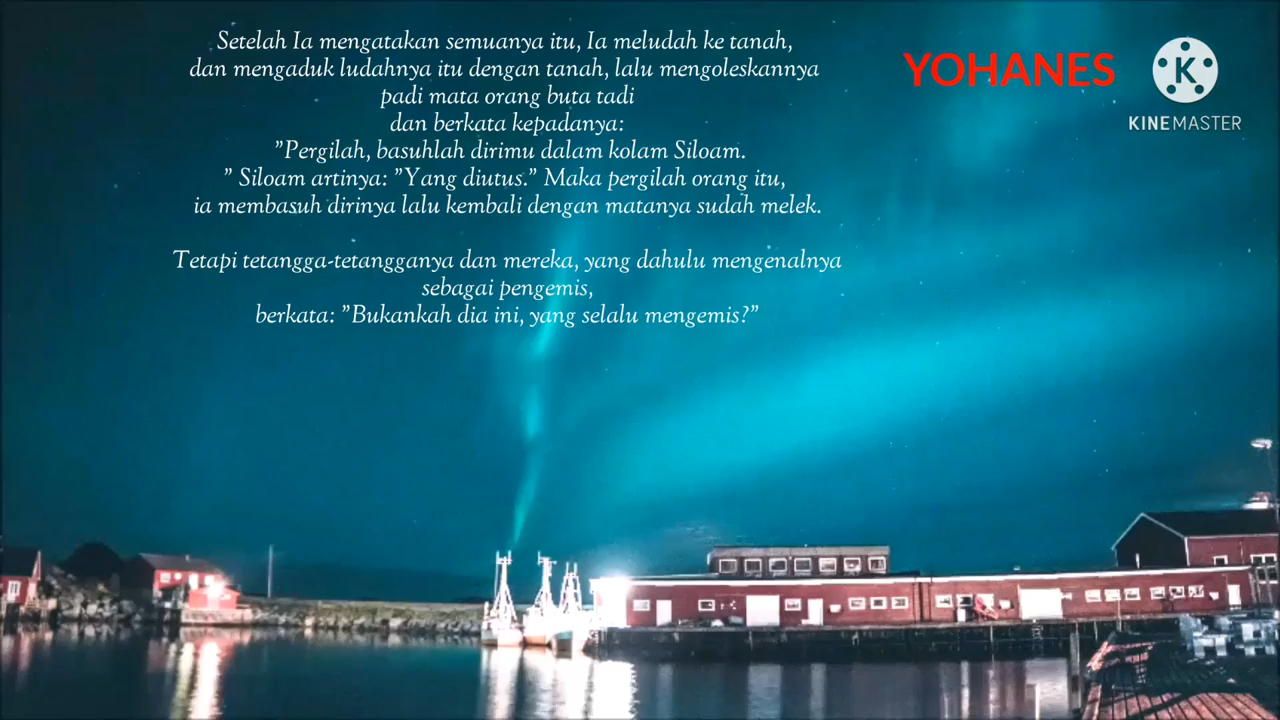 Setelah Ia mengatakan semuanya itu, Ia meludah ke tanah,
dan mengaduk ludahnya itu dengan tanah, lalu mengoleskannya
padi mata orang buta tadi
dan berkata kepadanya:
”Pergilah, basuhlah dirimu dalam kolam Siloam.
” Siloam artinya: ”Yang diutus.” Maka pergilah orang itu,
ia membasuh dirinya lalu kembali dengan matanya sudah melek.
Tetapi tetangga-tetangganya dan mereka, yang dahulu mengenalnya
sebagai pengemis,
berkata: ”Bukankah dia ini, yang selalu mengemis?”
YOHANES
K
KINEMASTER